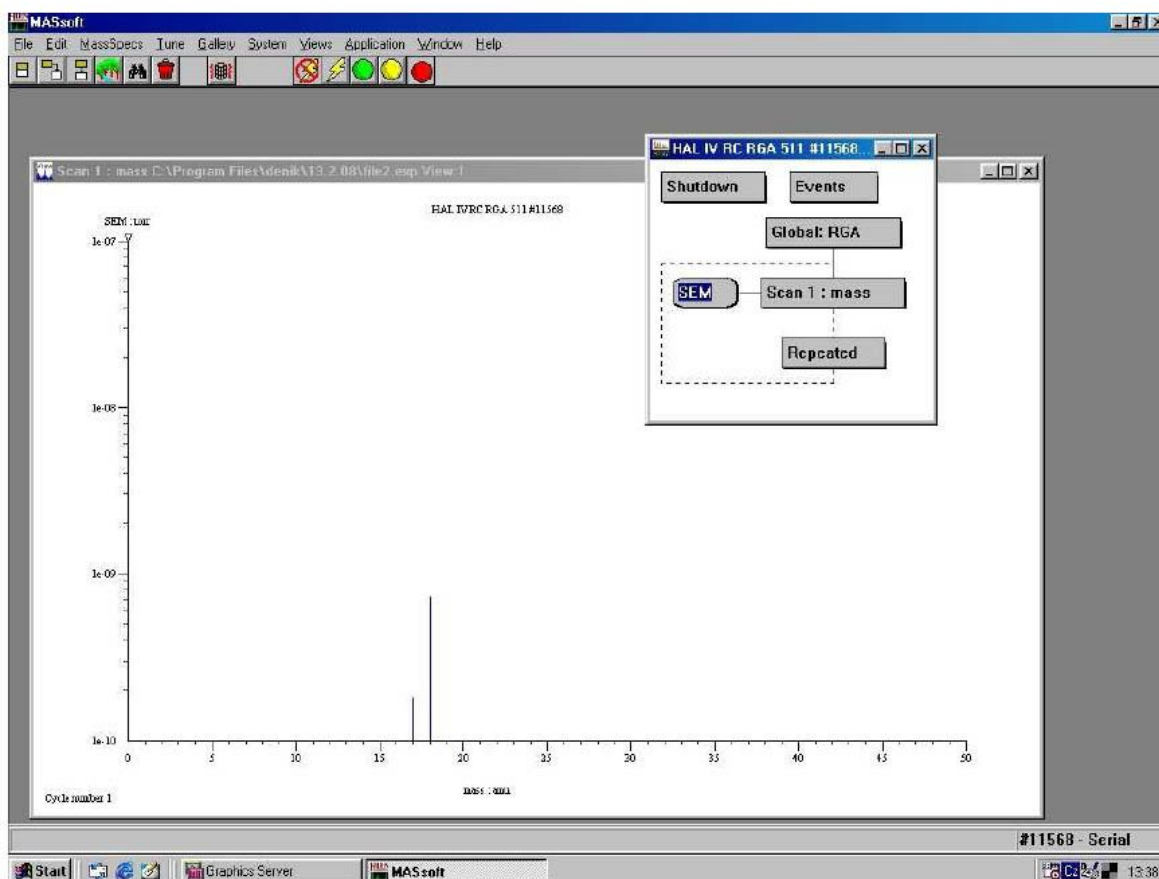 MASsoft
File Edit MassSpecs Tune Gallery System Views Application Window Help
Scan 1 : mass C:\Program Files\denik\13.2.08\file2.exp View:1
HAL IV RC RGA 511 #11568...
Shutdown Events
Global: RGA
SEM Scan 1 : mass
Repeated
HAL IV RC RGA 511 #11568
SEM : torr
1e-07
1e-08
1e-09
1e-10
0 5 10 15 20 25 30 35 40 45 50
mass : amu
Cycle number 1
#11568 - Serial
Start Graphics Server MASsoft Cz 13:38